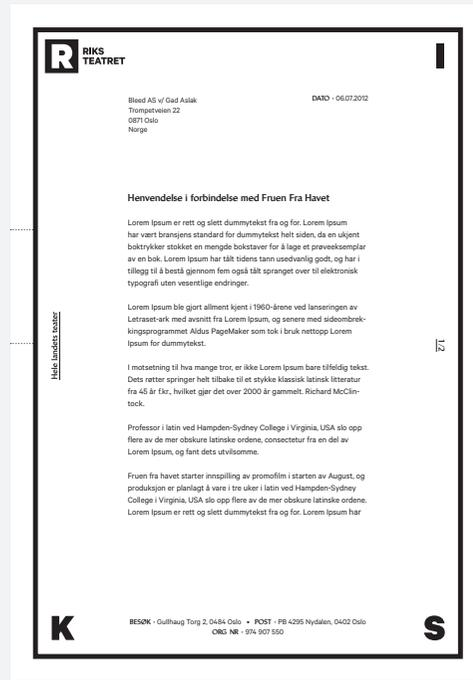 R RIKS
TEATRET
I
Bleed AS v/ Gad Aslak
Trompetveien 22
0871 Oslo
Norge
DATO - 06.07.2012
Henvendelse i forbindelse med Fruen Fra Havet
Lorem Ipsum er rett og slett dummytekst fra og for. Lorem Ipsum
har vært bransjens standard for dummytekst helt siden, da en ukjent
boktrykker stokket en mengde bokstaver for å lage et prøveeksemplar
av en bok. Lorem Ipsum har tålt tidens tann usedvanlig godt, og har i
tillegg til å bestå gjennom fem også tålt spranget over til elektronisk
typografi uten vesentlige endringer.
Lorem Ipsum ble gjort allment kjent i 1960-årene ved lanseringen av
Letraset-ark med avsnitt fra Lorem Ipsum, og senere med sideombrek-
kingsprogrammet Aldus PageMaker som tok i bruk nettopp Lorem
Ipsum for dummytekst.
I motsetning til hva mange tror, er ikke Lorem Ipsum bare tilfeldig tekst.
Dets røtter springer helt tilbake til et stykke klassisk latinsk litteratur
fra 45 år f.kr., hvilket gjør det over 2000 år gammelt. Richard McClin-
tock.
Professor i latin ved Hampden-Sydney College i Virginia, USA slo opp
flere av de mer obskure latinske ordene, consectetur fra en del av
Lorem Ipsum, og fant dets utvilsomme.
Fruen fra havet starter innspilling av promofilm i starten av August, og
produksjon er planlagt å vare i tre uker i latin ved Hampden-Sydney
College i Virginia, USA slo opp flere av de mer obskure latinske ordene.
Lorem Ipsum er rett og slett dummytekst fra og for. Lorem Ipsum har
Hele landets teater
1/2
K
BESØK - Gullhaug Torg 2, 0484 Oslo • POST - PB 4295 Nydalen, 0402 Oslo
ORG NR - 974 907 550
S